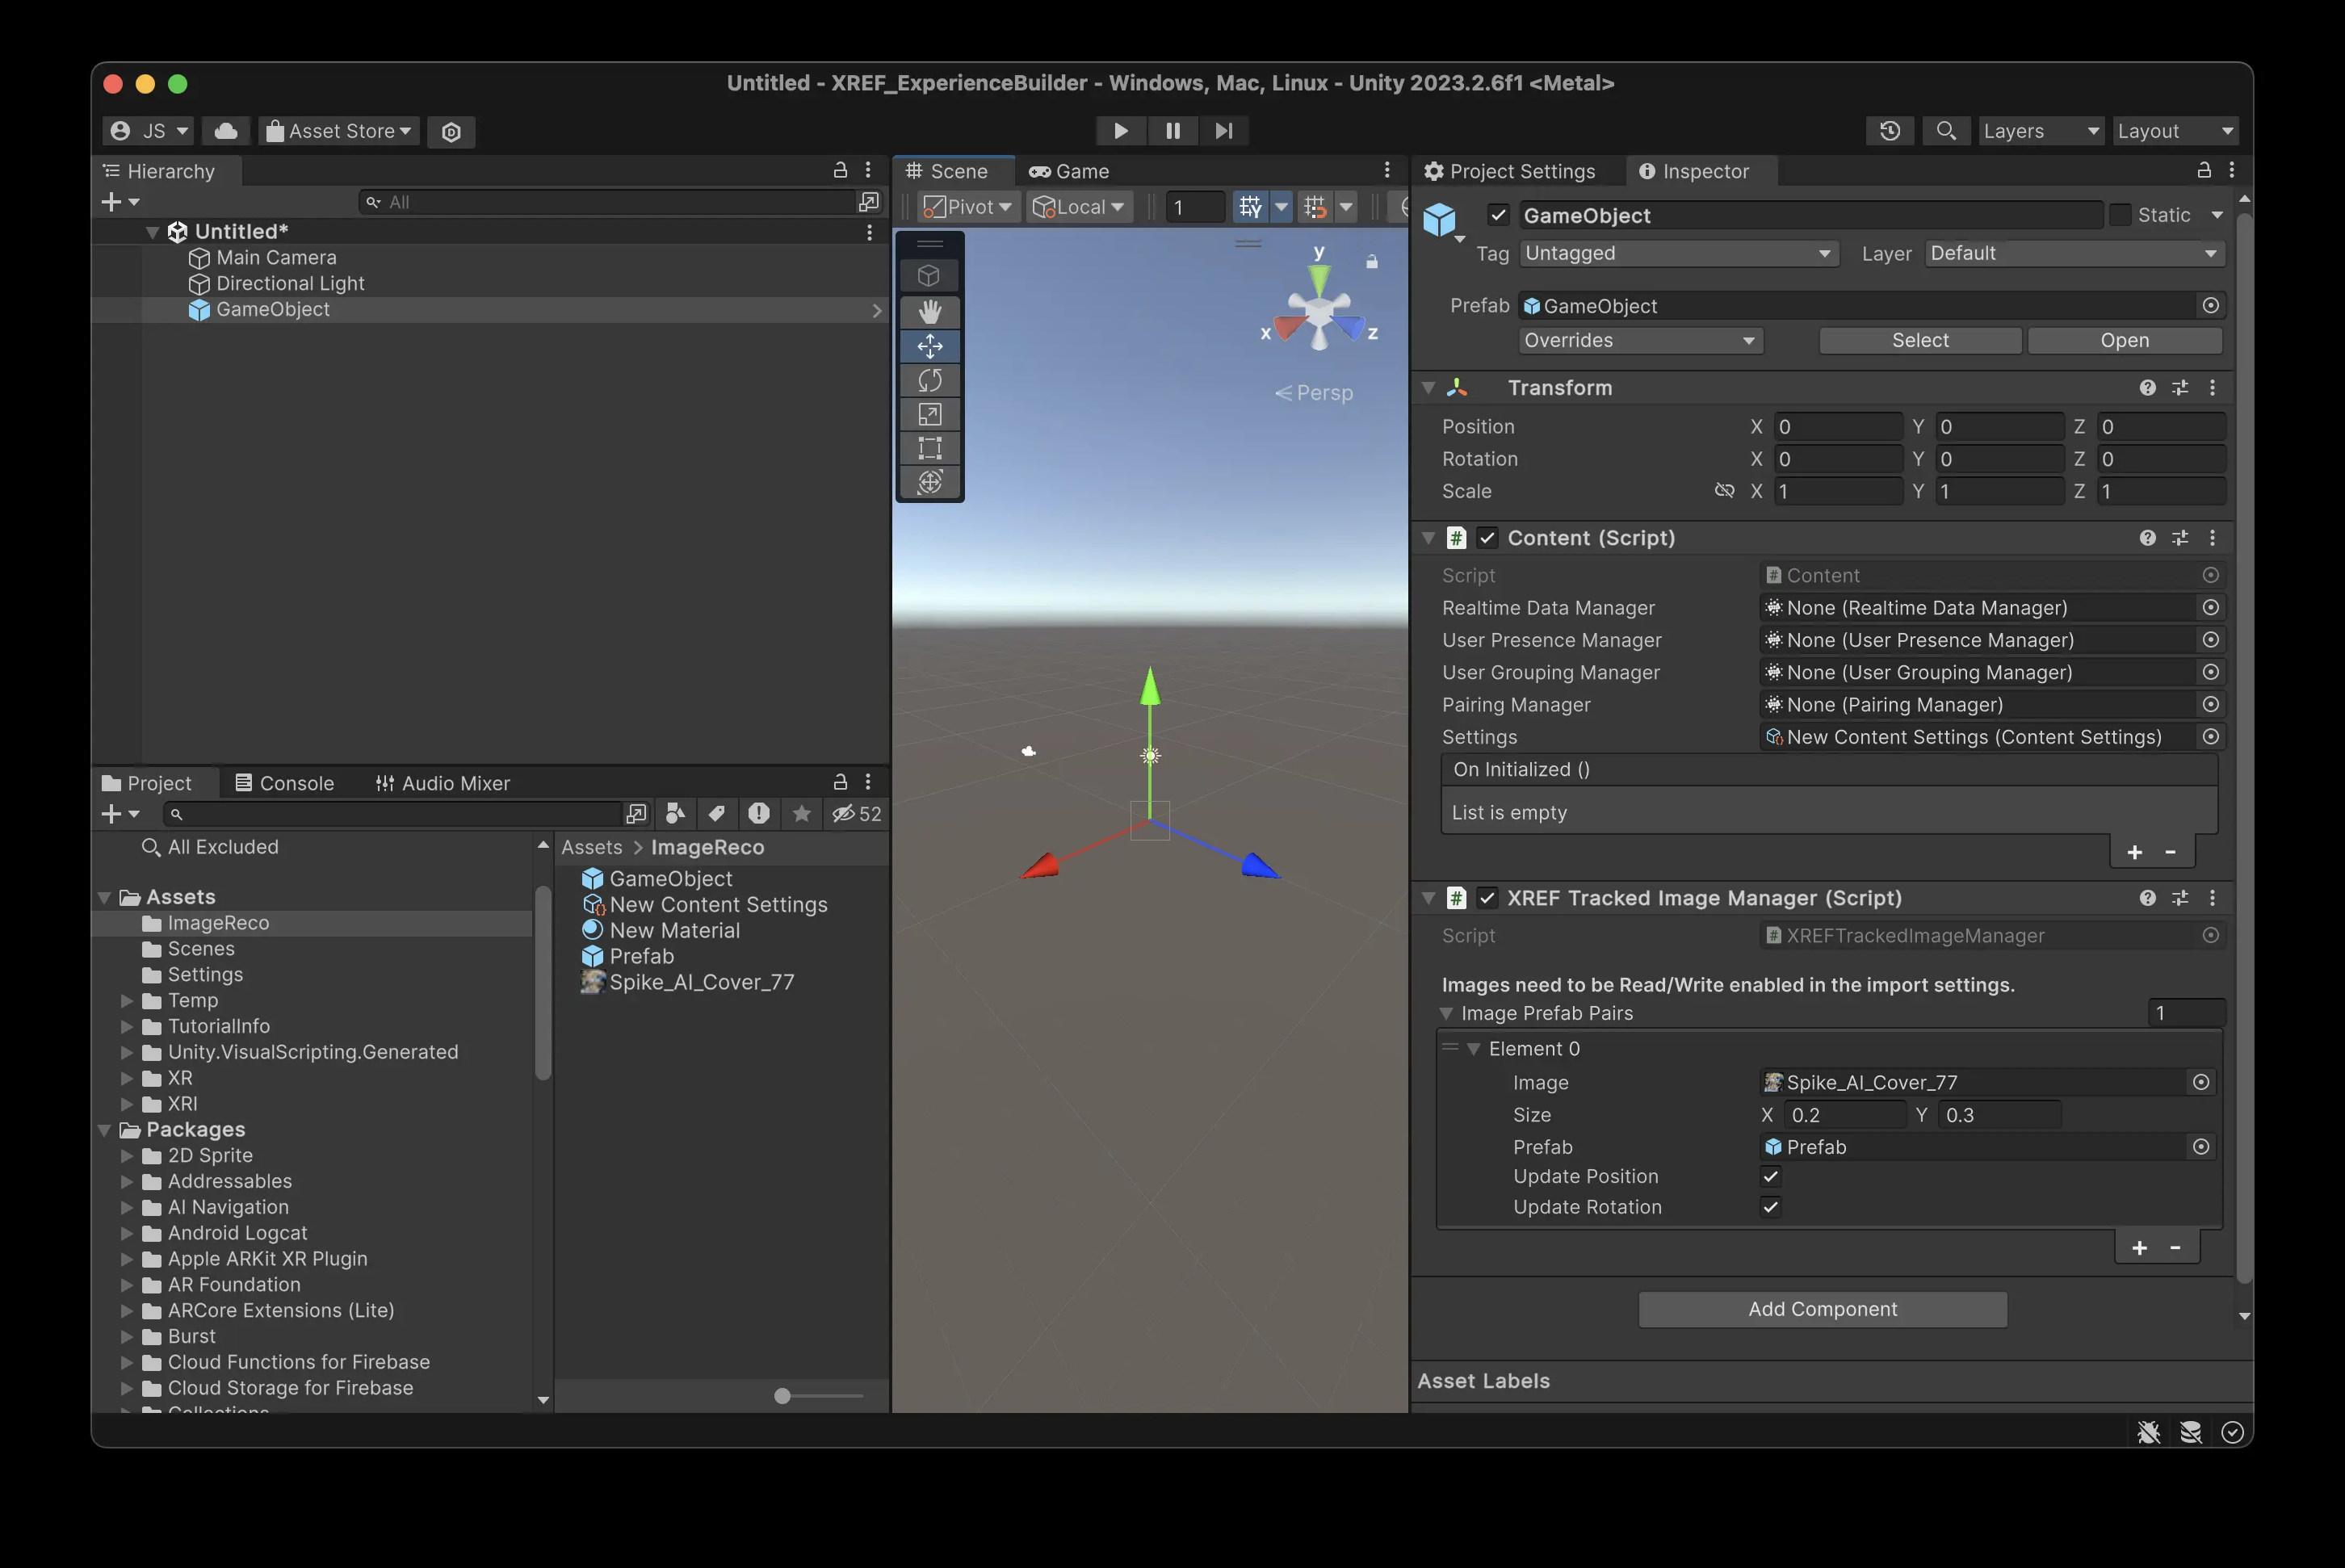 Untitled - XREF_ExperienceBuilder - Windows, Mac, Linux - Unity 2023.2.6f1 <Metal>
JS
Asset Store
Layers
Layout
Hierarchy
All
Untitled*
Main Camera
Directional Light
GameObject
Scene
Game
Pivot
Local
1
y
x
z
Persp
Project
Console
Audio Mixer
52
All Excluded
Assets
ImageReco
Scenes
Settings
Temp
TutorialInfo
Unity.VisualScripting.Generated
XR
XRI
Packages
2D Sprite
Addressables
AI Navigation
Android Logcat
Apple ARKit XR Plugin
AR Foundation
ARCore Extensions (Lite)
Burst
Cloud Functions for Firebase
Cloud Storage for Firebase
Collections
Assets > ImageReco
GameObject
New Content Settings
New Material
Prefab
Spike_AI_Cover_77
Project Settings
Inspector
GameObject
Static
Tag Untagged Layer Default
Prefab GameObject
Overrides Select Open
Transform
Position X 0 Y 0 Z 0
Rotation X 0 Y 0 Z 0
Scale X 1 Y 1 Z 1
# Content (Script)
Script # Content
Realtime Data Manager None (Realtime Data Manager)
User Presence Manager None (User Presence Manager)
User Grouping Manager None (User Grouping Manager)
Pairing Manager None (Pairing Manager)
Settings New Content Settings (Content Settings)
On Initialized ()
List is empty
+ -
# XREF Tracked Image Manager (Script)
Script # XREFTrackedImageManager
Images need to be Read/Write enabled in the import settings.
Image Prefab Pairs 1
Element 0
Image Spike_AI_Cover_77
Size X 0.2 Y 0.3
Prefab Prefab
Update Position
Update Rotation
+ -
Add Component
Asset Labels